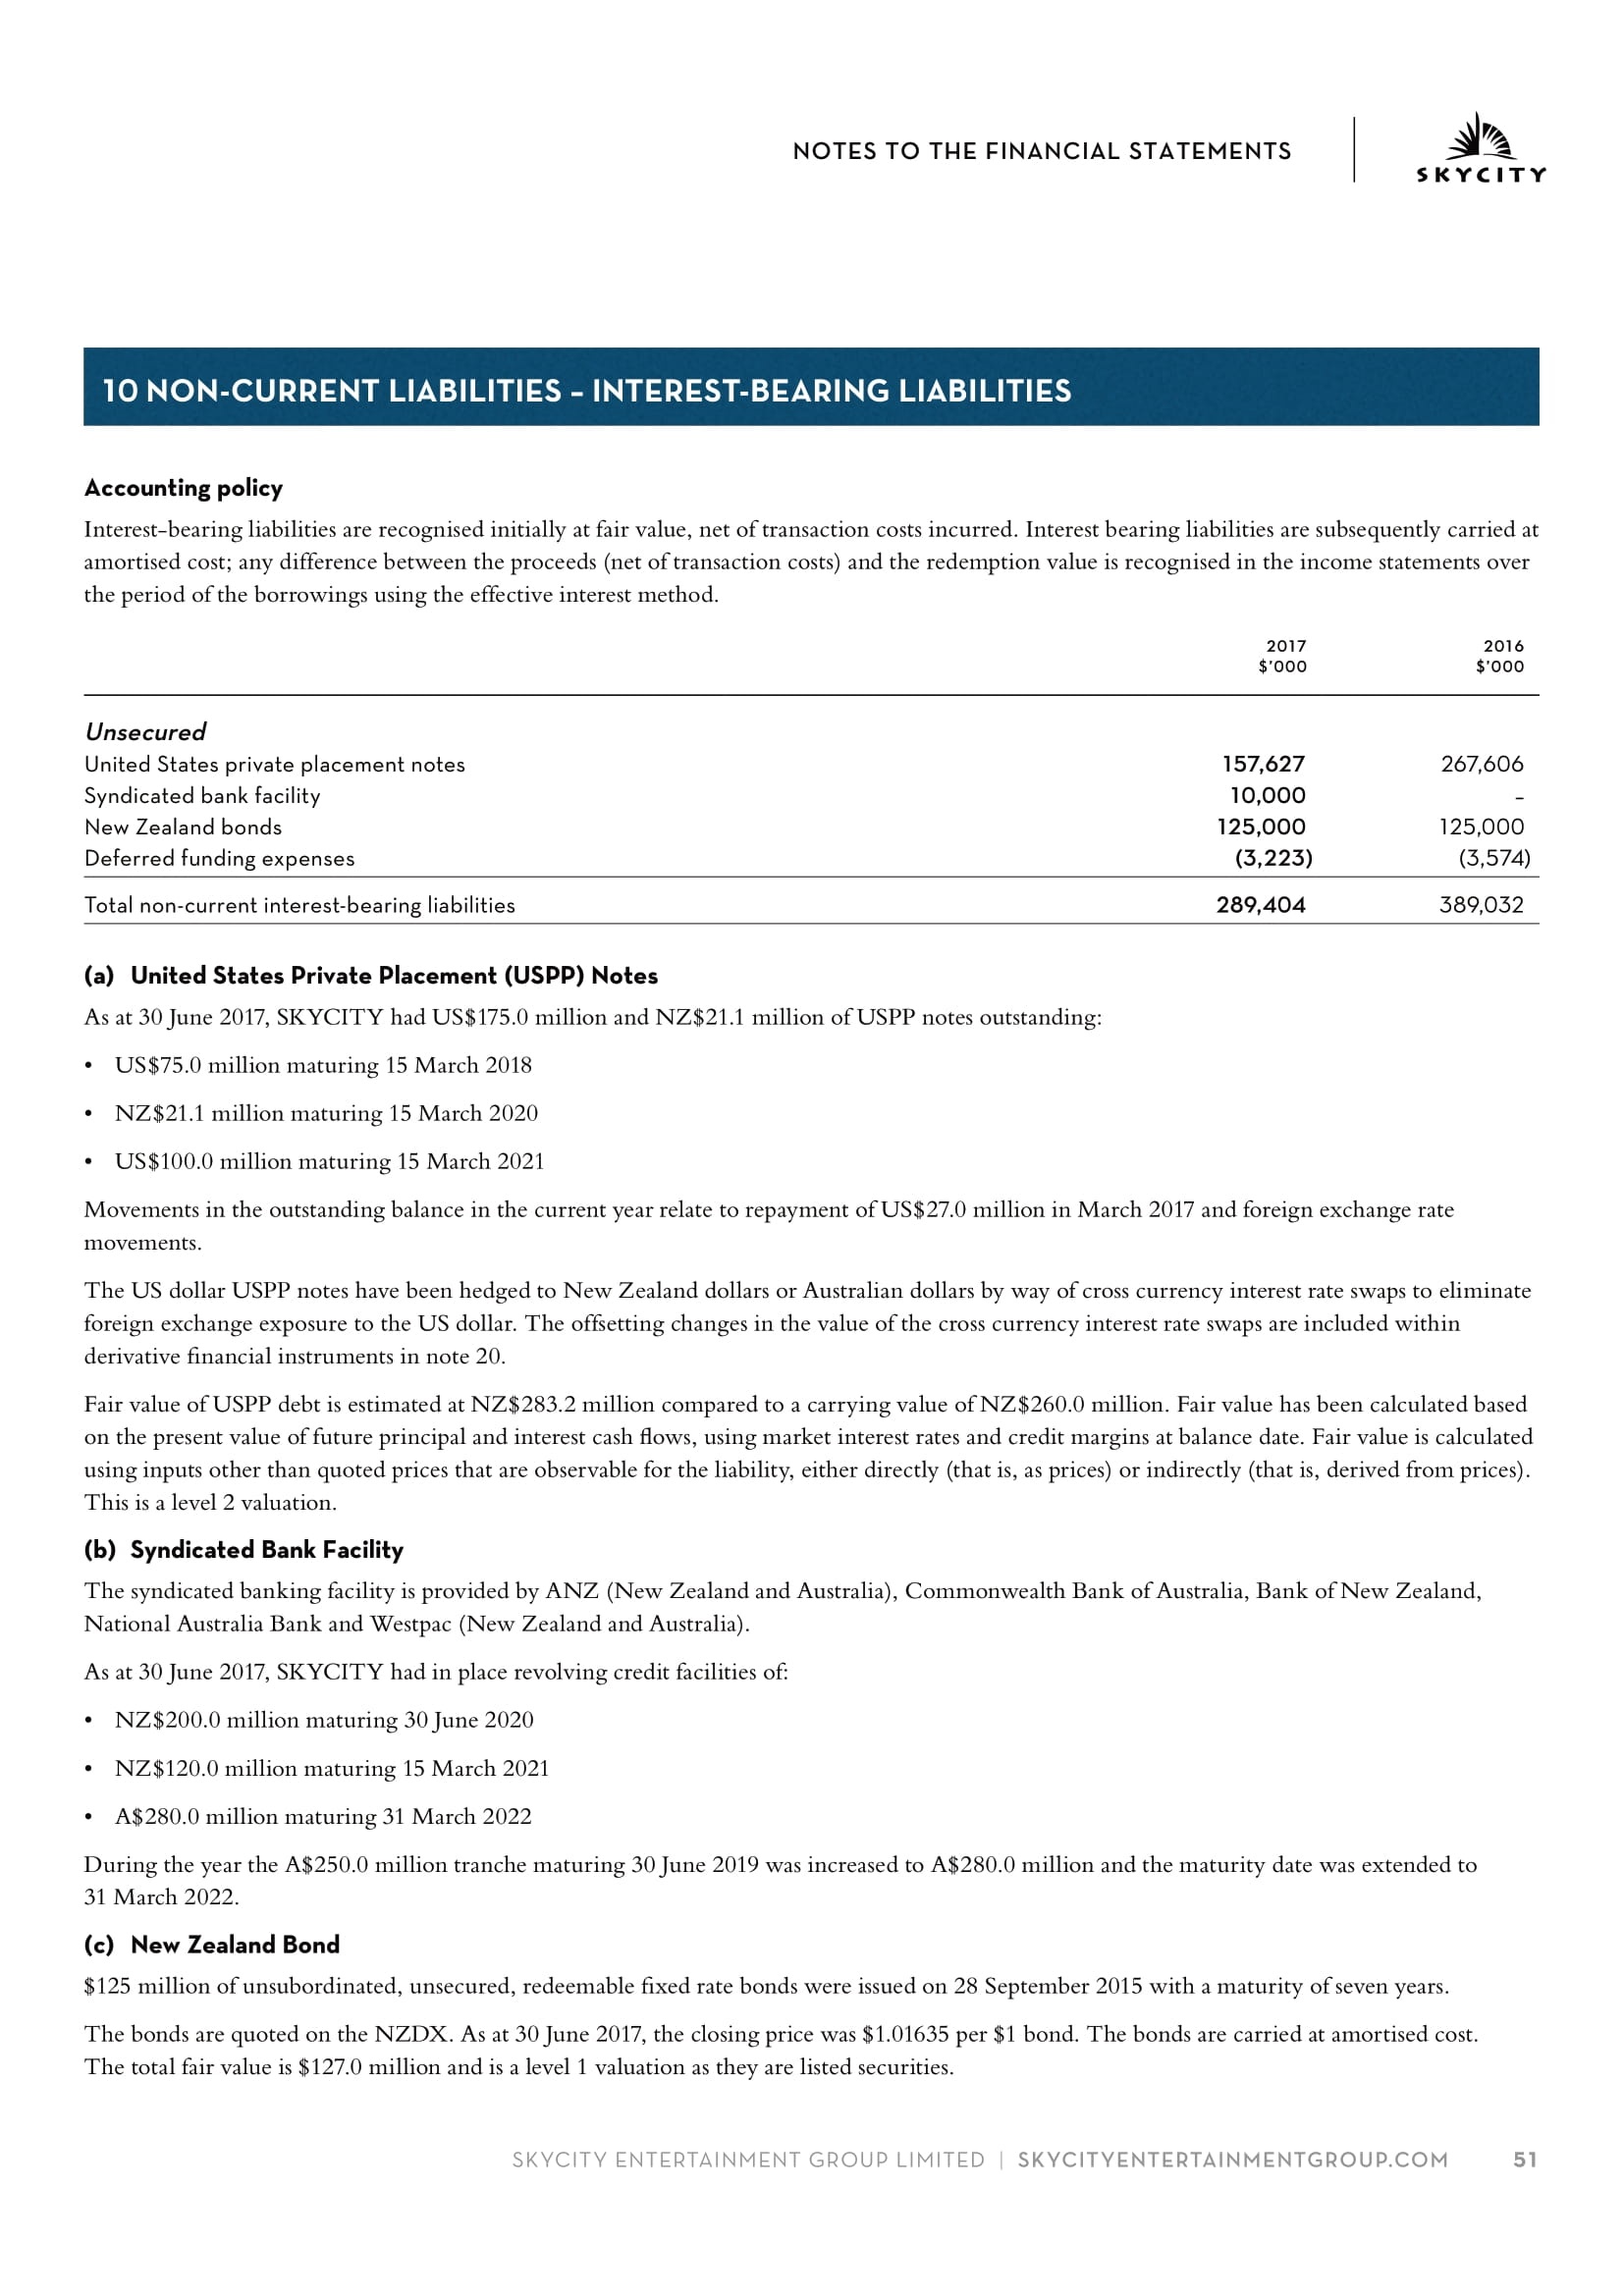 NOTES TO THE FINANCIAL STATEMENTS
SKYCITY
10 NON-CURRENT LIABILITIES – INTEREST-BEARING LIABILITIES
Accounting policy
Interest-bearing liabilities are recognised initially at fair value, net of transaction costs incurred. Interest bearing liabilities are subsequently carried at
amortised cost; any difference between the proceeds (net of transaction costs) and the redemption value is recognised in the income statements over
the period of the borrowings using the effective interest method.
2017 2016
$'000 $'000
Unsecured
United States private placement notes 157,627 267,606
Syndicated bank facility 10,000 –
New Zealand bonds 125,000 125,000
Deferred funding expenses (3,223) (3,574)
Total non-current interest-bearing liabilities 289,404 389,032
(a) United States Private Placement (USPP) Notes
As at 30 June 2017, SKYCITY had US$175.0 million and NZ$21.1 million of USPP notes outstanding:
• US$75.0 million maturing 15 March 2018
• NZ$21.1 million maturing 15 March 2020
• US$100.0 million maturing 15 March 2021
Movements in the outstanding balance in the current year relate to repayment of US$27.0 million in March 2017 and foreign exchange rate
movements.
The US dollar USPP notes have been hedged to New Zealand dollars or Australian dollars by way of cross currency interest rate swaps to eliminate
foreign exchange exposure to the US dollar. The offsetting changes in the value of the cross currency interest rate swaps are included within
derivative financial instruments in note 20.
Fair value of USPP debt is estimated at NZ$283.2 million compared to a carrying value of NZ$260.0 million. Fair value has been calculated based
on the present value of future principal and interest cash flows, using market interest rates and credit margins at balance date. Fair value is calculated
using inputs other than quoted prices that are observable for the liability, either directly (that is, as prices) or indirectly (that is, derived from prices).
This is a level 2 valuation.
(b) Syndicated Bank Facility
The syndicated banking facility is provided by ANZ (New Zealand and Australia), Commonwealth Bank of Australia, Bank of New Zealand,
National Australia Bank and Westpac (New Zealand and Australia).
As at 30 June 2017, SKYCITY had in place revolving credit facilities of:
• NZ$200.0 million maturing 30 June 2020
• NZ$120.0 million maturing 15 March 2021
• A$280.0 million maturing 31 March 2022
During the year the A$250.0 million tranche maturing 30 June 2019 was increased to A$280.0 million and the maturity date was extended to
31 March 2022.
(c) New Zealand Bond
$125 million of unsubordinated, unsecured, redeemable fixed rate bonds were issued on 28 September 2015 with a maturity of seven years.
The bonds are quoted on the NZDX. As at 30 June 2017, the closing price was $1.01635 per $1 bond. The bonds are carried at amortised cost.
The total fair value is $127.0 million and is a level 1 valuation as they are listed securities.
SKYCITY ENTERTAINMENT GROUP LIMITED | SKYCITYENTERTAINMENTGROUP.COM 51